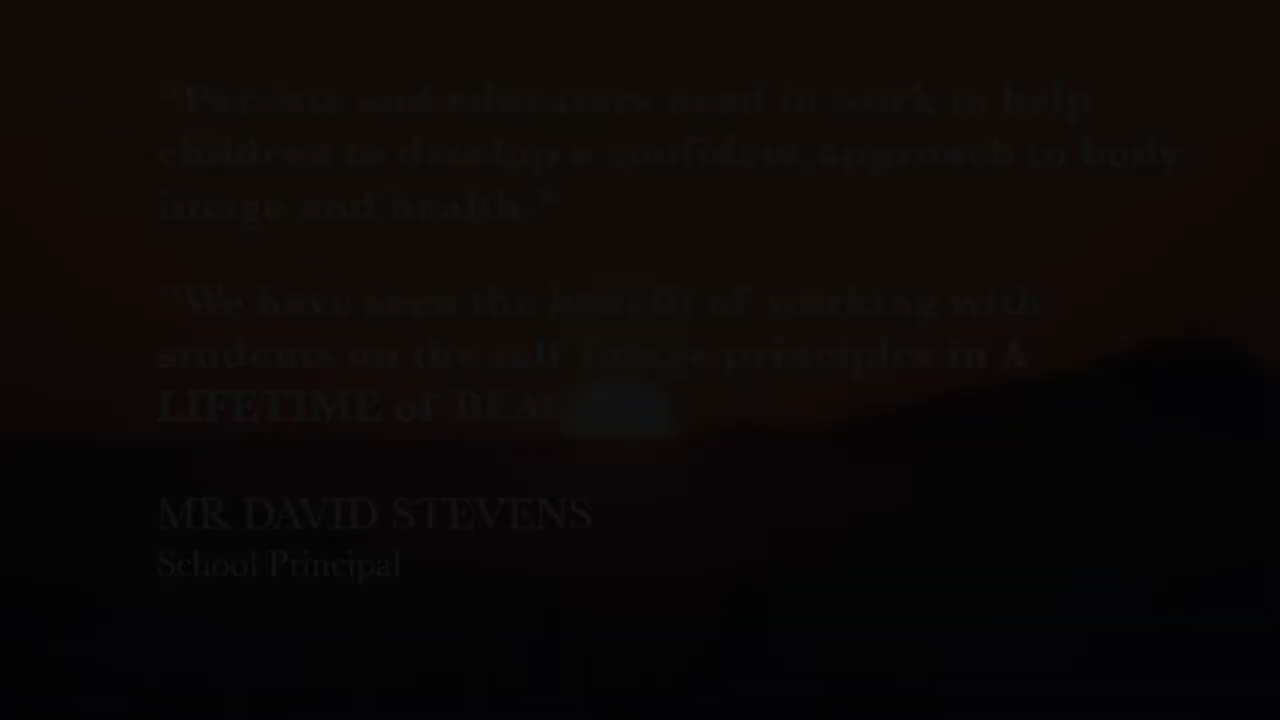 "Parents and educators need to work to help
children to develop a confident approach to body
image and health."
"We have seen the benefit of working with
students on the self image principles in A
LIFETIME of
MR DAVID STEVENS
School Principal